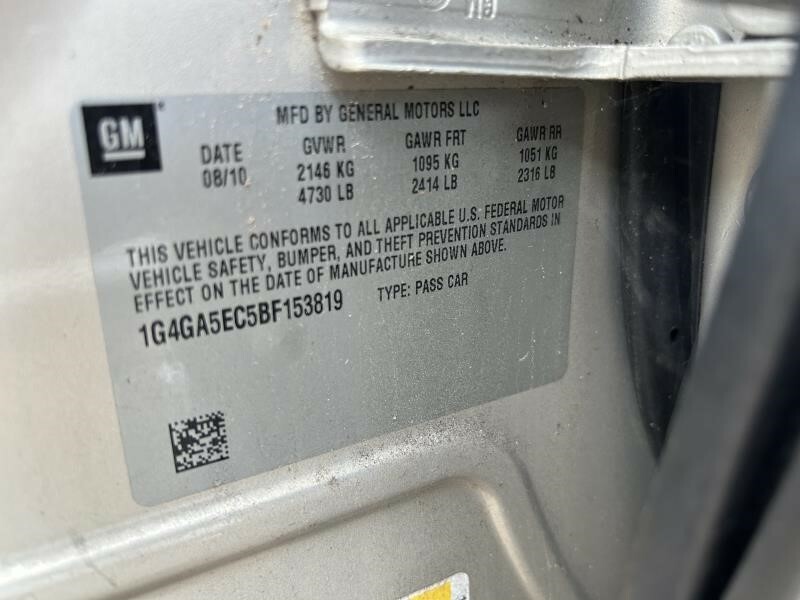 GM
MFD BY GENERAL MOTORS LLC
DATE GVWR GAWR FRT GAWR RR
08/10 2146 KG 1095 KG 1051 KG
4730 LB 2414 LB 2316 LB
THIS VEHICLE CONFORMS TO ALL APPLICABLE U.S. FEDERAL MOTOR
VEHICLE SAFETY, BUMPER, AND THEFT PREVENTION STANDARDS IN
EFFECT ON THE DATE OF MANUFACTURE SHOWN ABOVE.
1G4GA5EC5BF153819 TYPE: PASS CAR